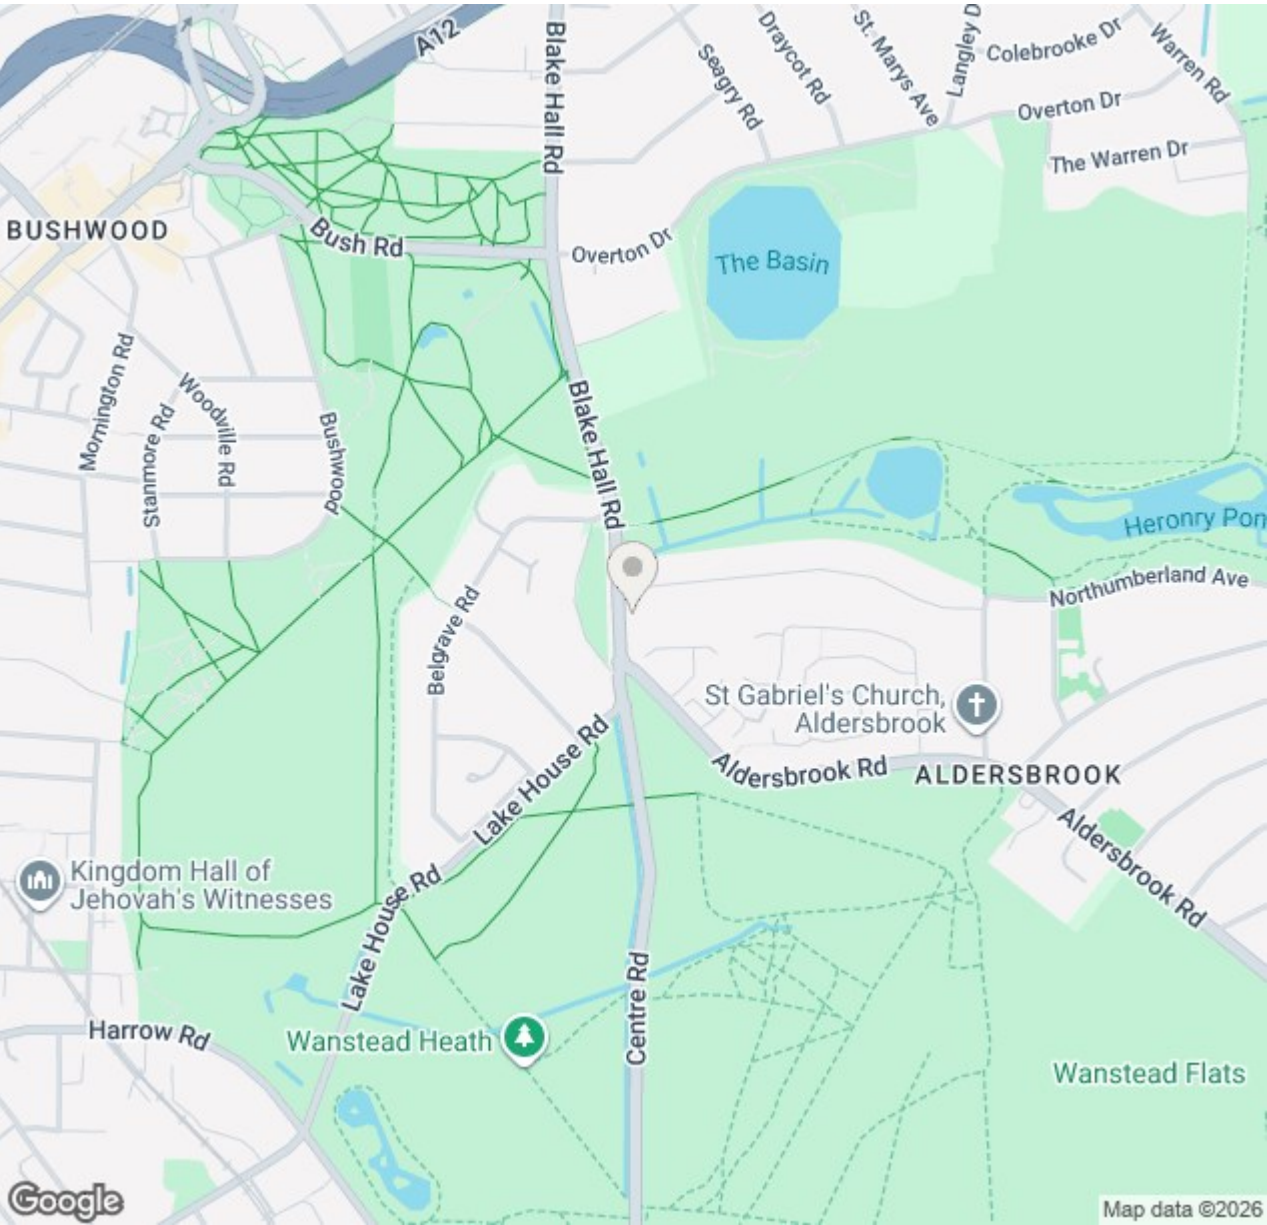 A12
Blake Hall Rd
Seagry Rd
Draycot Rd
St. Marys Ave
Langley D
Colebrooke Dr
Warren Rd
Overton Dr
The Warren Dr
BUSHWOOD
Bush Rd
Overton Dr
The Basin
Mornington Rd
Stanmore Rd
Woodville Rd
Bushwood
Blake Hall Rd
Heronry Pon
Northumberland Ave
Belgrave Rd
St Gabriel's Church,
Aldersbrook
Lake House Rd
Aldersbrook Rd
ALDERSBROOK
Aldersbrook Rd
Kingdom Hall of
Jehovah's Witnesses
Lake House Rd
Centre Rd
Harrow Rd
Wanstead Heath
Wanstead Flats
Google
Map data ©2026